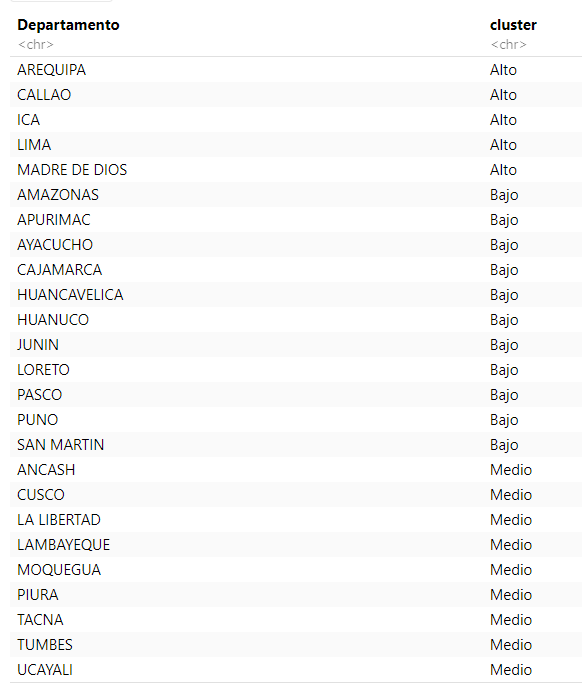 Departamento cluster
<chr> <chr>
AREQUIPA Alto
CALLAO Alto
ICA Alto
LIMA Alto
MADRE DE DIOS Alto
AMAZONAS Bajo
APURIMAC Bajo
AYACUCHO Bajo
CAJAMARCA Bajo
HUANCAVELICA Bajo
HUANUCO Bajo
JUNIN Bajo
LORETO Bajo
PASCO Bajo
PUNO Bajo
SAN MARTIN Bajo
ANCASH Medio
CUSCO Medio
LA LIBERTAD Medio
LAMBAYEQUE Medio
MOQUEGUA Medio
PIURA Medio
TACNA Medio
TUMBES Medio
UCAYALI Medio